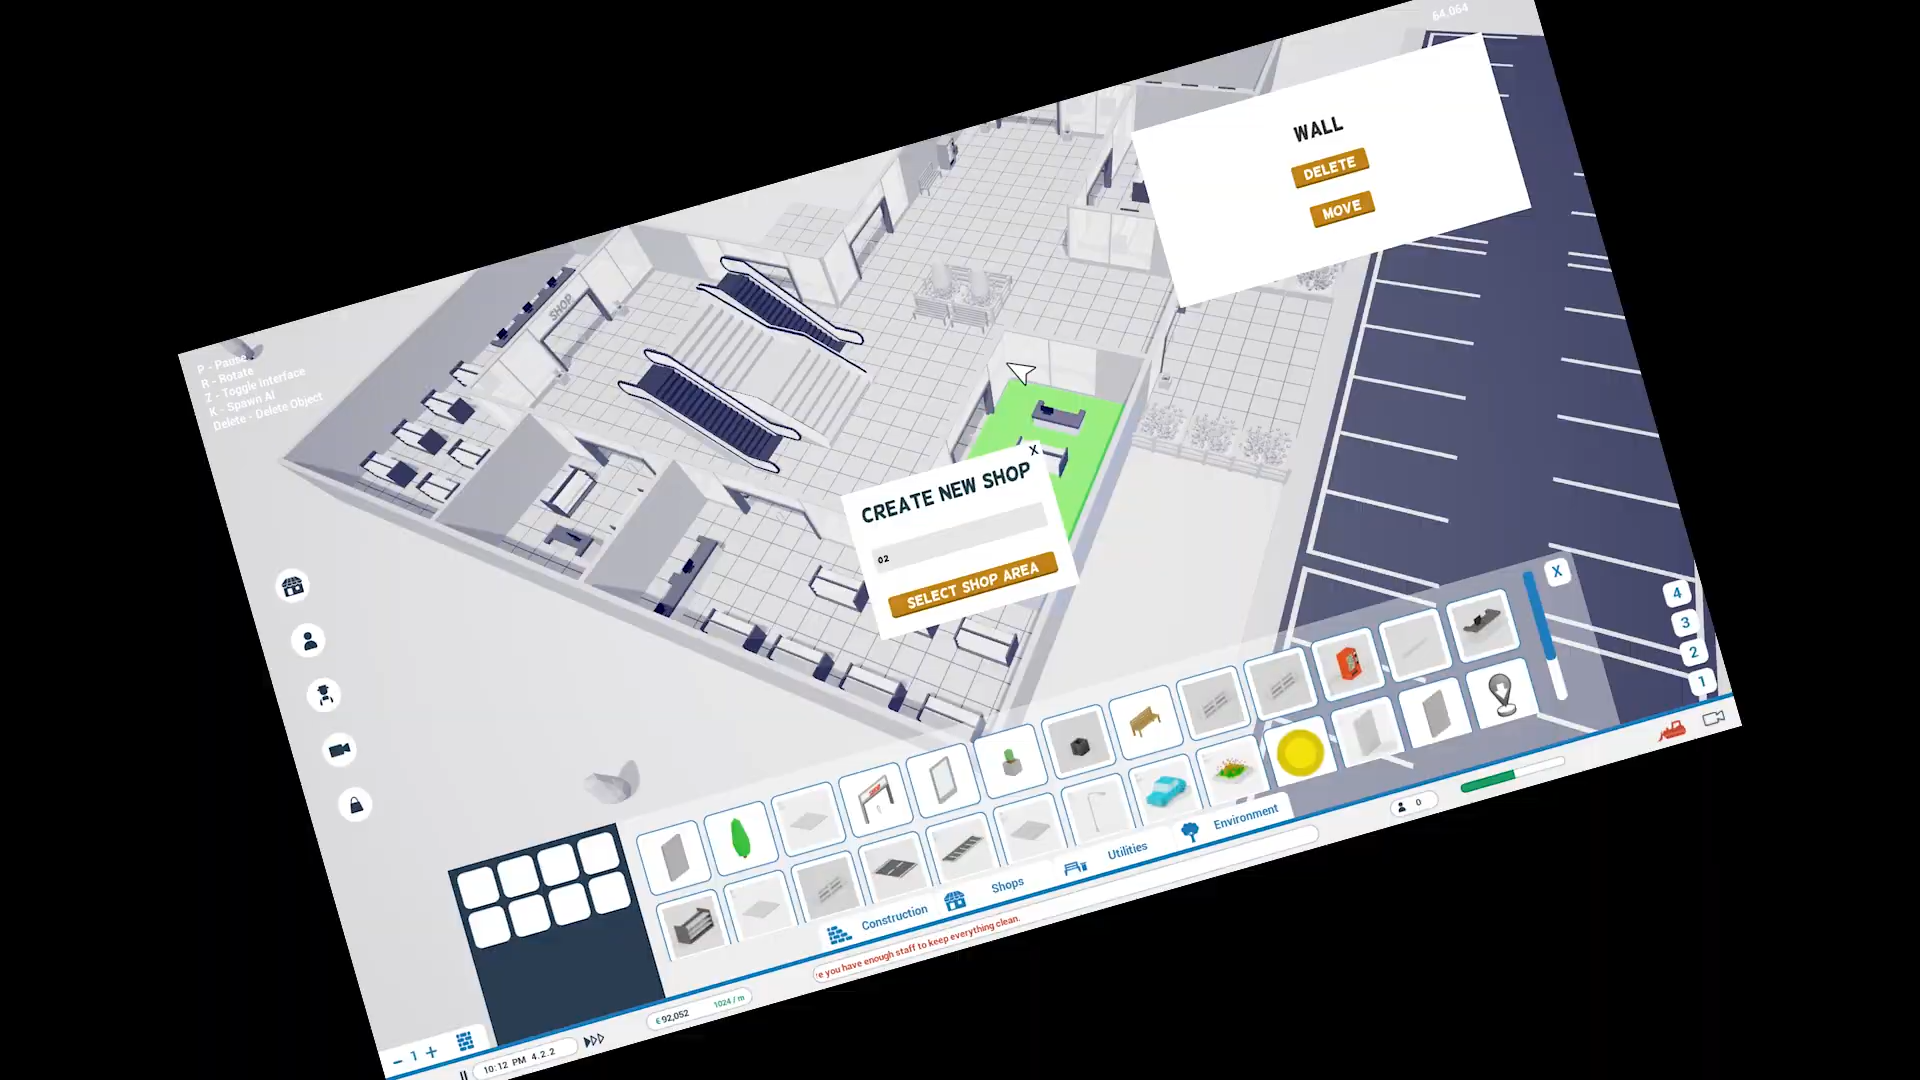 64,064
WALL
DELETE
MOVE
P - Pause
R - Rotate
Z - Toggle Interface
K - Spawn AI
Delete - Delete Object
SHOP
X
CREATE NEW SHOP
02
SELECT SHOP AREA
X
4
3
2
1
Construction
Shops
Utilities
Environment
you have enough staff to keep everything clean.
0
€ 92,052
1024 / m
- 1 +
10:12 PM 4.2.2